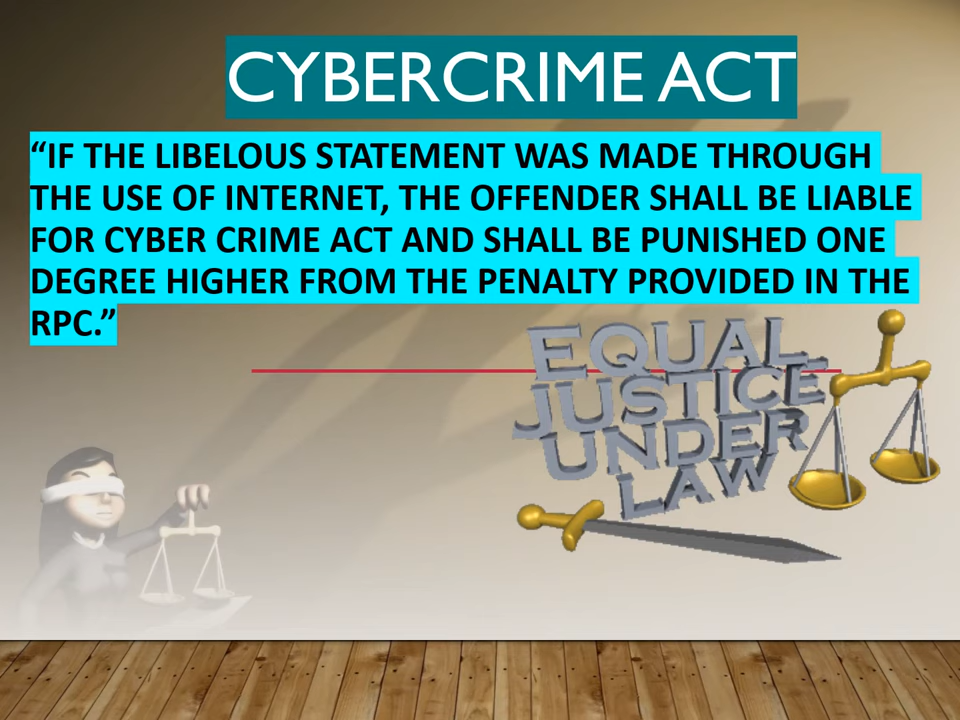 CYBERCRIME ACT
“IF THE LIBELOUS STATEMENT WAS MADE THROUGH
THE USE OF INTERNET, THE OFFENDER SHALL BE LIABLE
FOR CYBER CRIME ACT AND SHALL BE PUNISHED ONE
DEGREE HIGHER FROM THE PENALTY PROVIDED IN THE
RPC.”
EQUAL
JUSTICE
UNDER
LAW